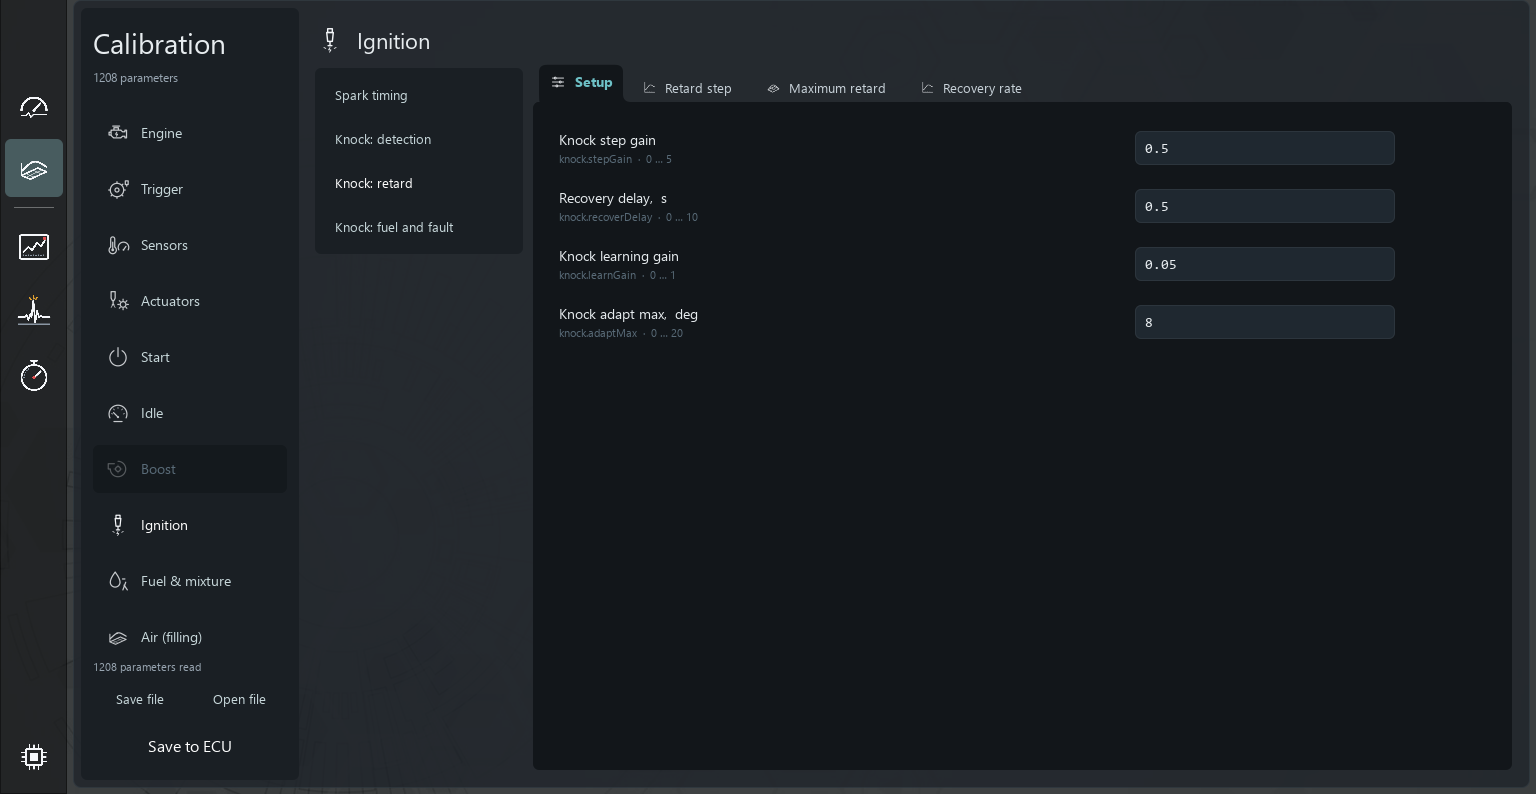 Calibration
1208 parameters
Engine
Trigger
Sensors
Actuators
Start
Idle
Boost
Ignition
Fuel & mixture
Air (filling)
1208 parameters read
Save file
Open file
Save to ECU
Ignition
Spark timing
Knock: detection
Knock: retard
Knock: fuel and fault
Setup
Retard step
Maximum retard
Recovery rate
Knock step gain
knock.stepGain · 0 ... 5
0.5
Recovery delay, s
knock.recoverDelay · 0 ... 10
0.5
Knock learning gain
knock.learnGain · 0 ... 1
0.05
Knock adapt max, deg
knock.adaptMax · 0 ... 20
8